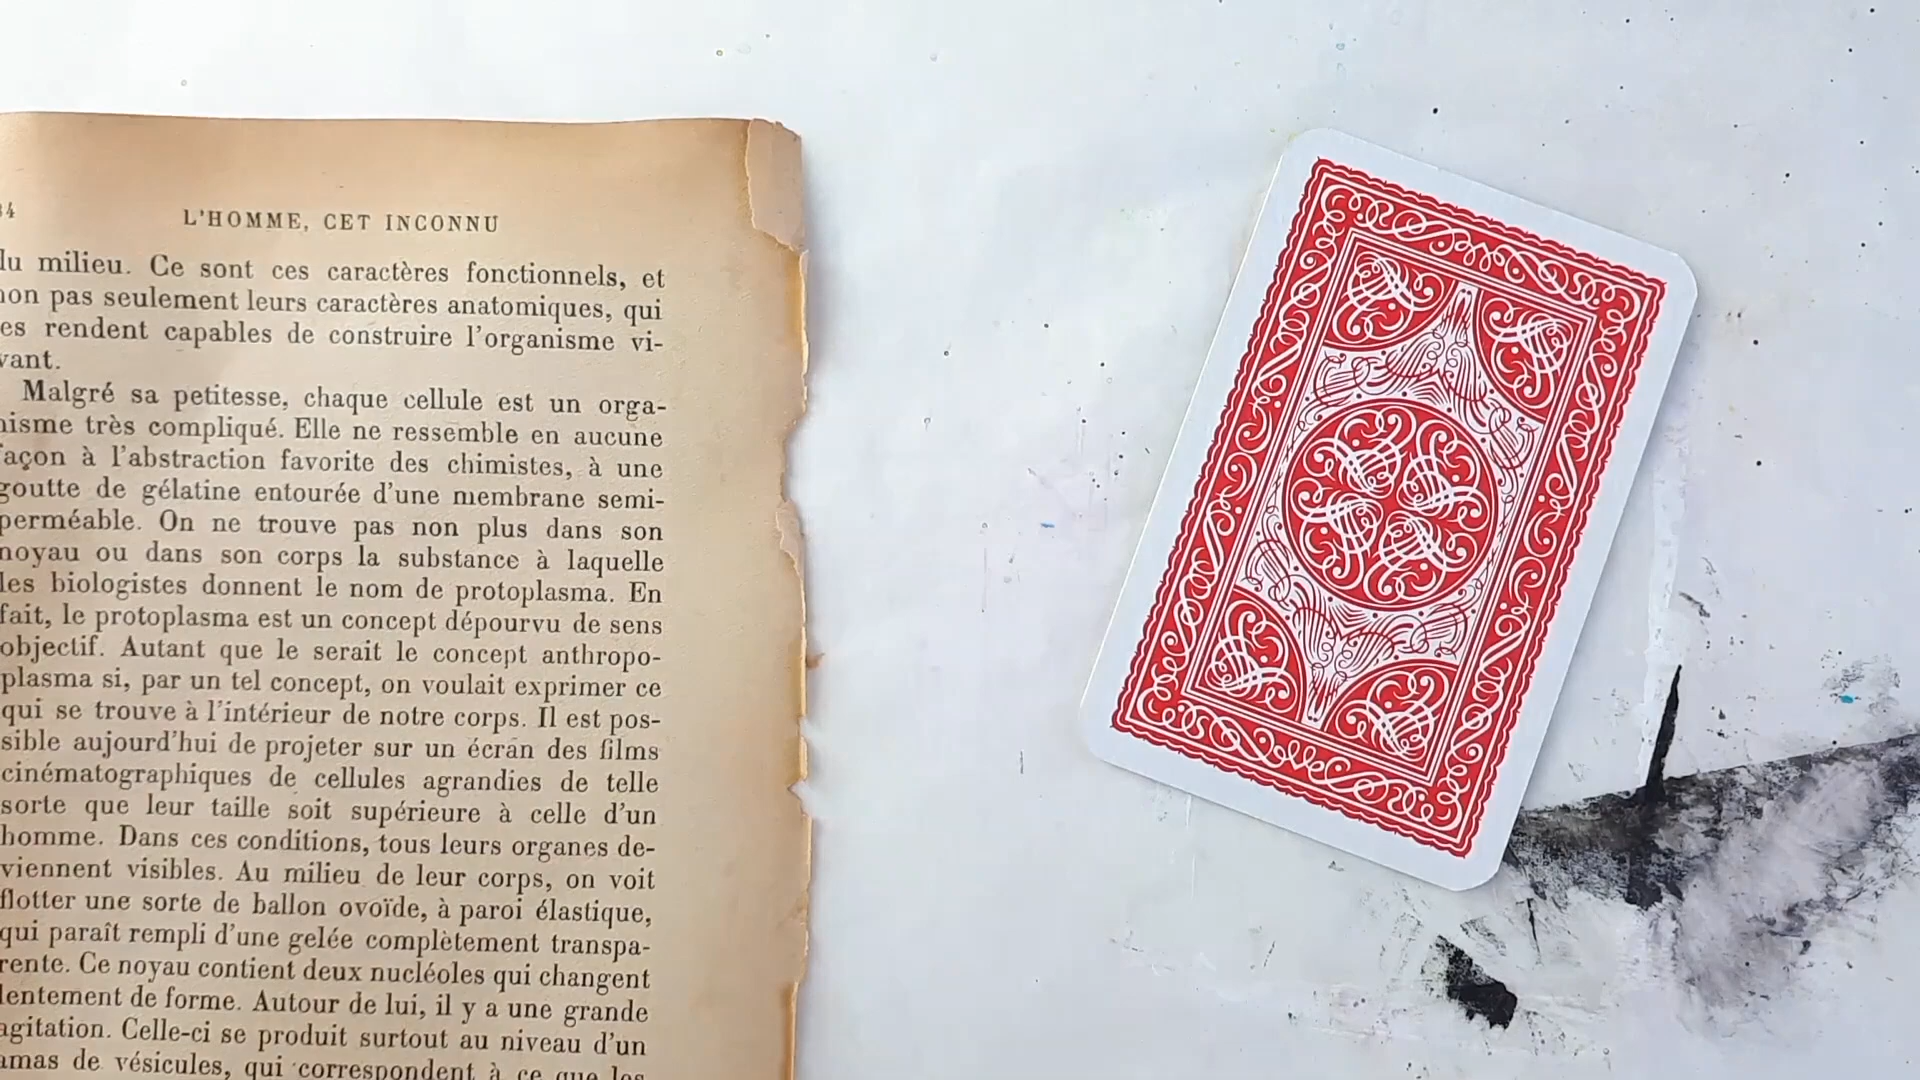 34 L'HOMME, CET INCONNU
lu milieu. Ce sont ces caractères fonctionnels, et
non pas seulement leurs caractères anatomiques, qui
es rendent capables de construire l'organisme vi-
vant.
Malgré sa petitesse, chaque cellule est un orga-
nisme très compliqué. Elle ne ressemble en aucune
façon à l'abstraction favorite des chimistes, à une
goutte de gélatine entourée d'une membrane semi-
perméable. On ne trouve pas non plus dans son
noyau ou dans son corps la substance à laquelle
les biologistes donnent le nom de protoplasma. En
fait, le protoplasma est un concept dépourvu de sens
objectif. Autant que le serait le concept anthropo-
plasma si, par un tel concept, on voulait exprimer ce
qui se trouve à l'intérieur de notre corps. Il est pos-
sible aujourd'hui de projeter sur un écran des films
cinématographiques de cellules agrandies de telle
sorte que leur taille soit supérieure à celle d'un
homme. Dans ces conditions, tous leurs organes de-
viennent visibles. Au milieu de leur corps, on voit
flotter une sorte de ballon ovoïde, à paroi élastique,
qui paraît rempli d'une gelée complètement transpa-
rente. Ce noyau contient deux nucléoles qui changent
lentement de forme. Autour de lui, il y a une grande
agitation. Celle-ci se produit surtout au niveau d'un
amas de vésicules, qui correspondent à ce que les